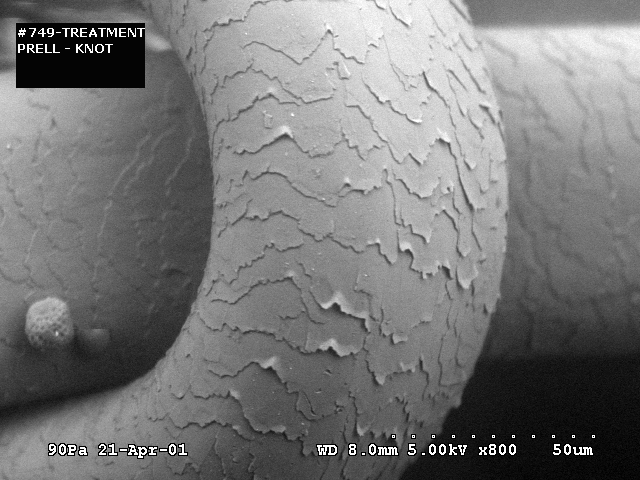 #749-TREATMENT
PRELL - KNOT
90Pa 21-Apr-01 WD 8.0mm 5.00kV x800 50um